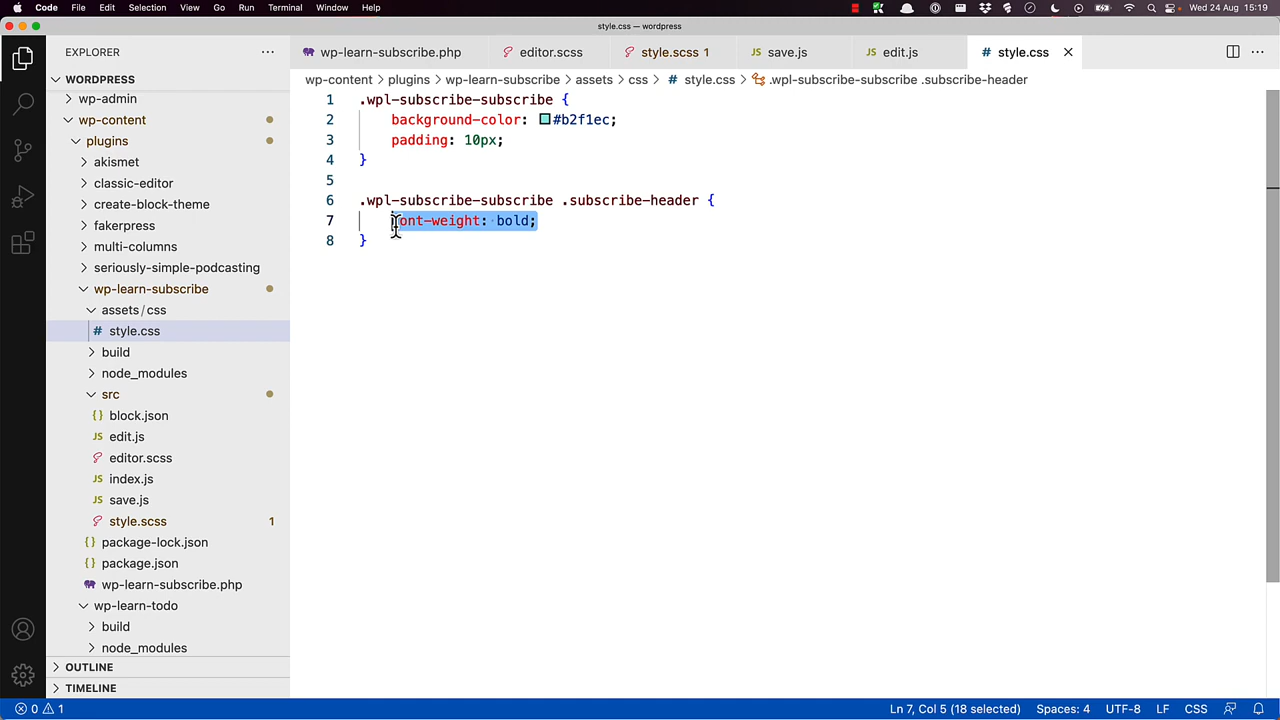 Code File Edit Selection View Go Run Terminal Window Help Wed 24 Aug 15:19
style.css — wordpress
EXPLORER
wp-learn-subscribe.php editor.scss style.scss 1 save.js edit.js style.css
WORDPRESS
wp-content plugins wp-learn-subscribe assets css style.css .wpl-subscribe-subscribe .subscribe-header
wp-admin
wp-content
plugins
akismet
classic-editor
create-block-theme
fakerpress
multi-columns
seriously-simple-podcasting
wp-learn-subscribe
assets/css
style.css
build
node_modules
src
block.json
edit.js
editor.scss
index.js
save.js
style.scss 1
package-lock.json
package.json
wp-learn-subscribe.php
wp-learn-todo
build
node_modules
OUTLINE
TIMELINE
1 .wpl-subscribe-subscribe {
2 background-color: #b2f1ec;
3 padding: 10px;
4 }
5
6 .wpl-subscribe-subscribe .subscribe-header {
7 font-weight: bold;
8 }
0 1 Ln 7, Col 5 (18 selected) Spaces: 4 UTF-8 LF CSS